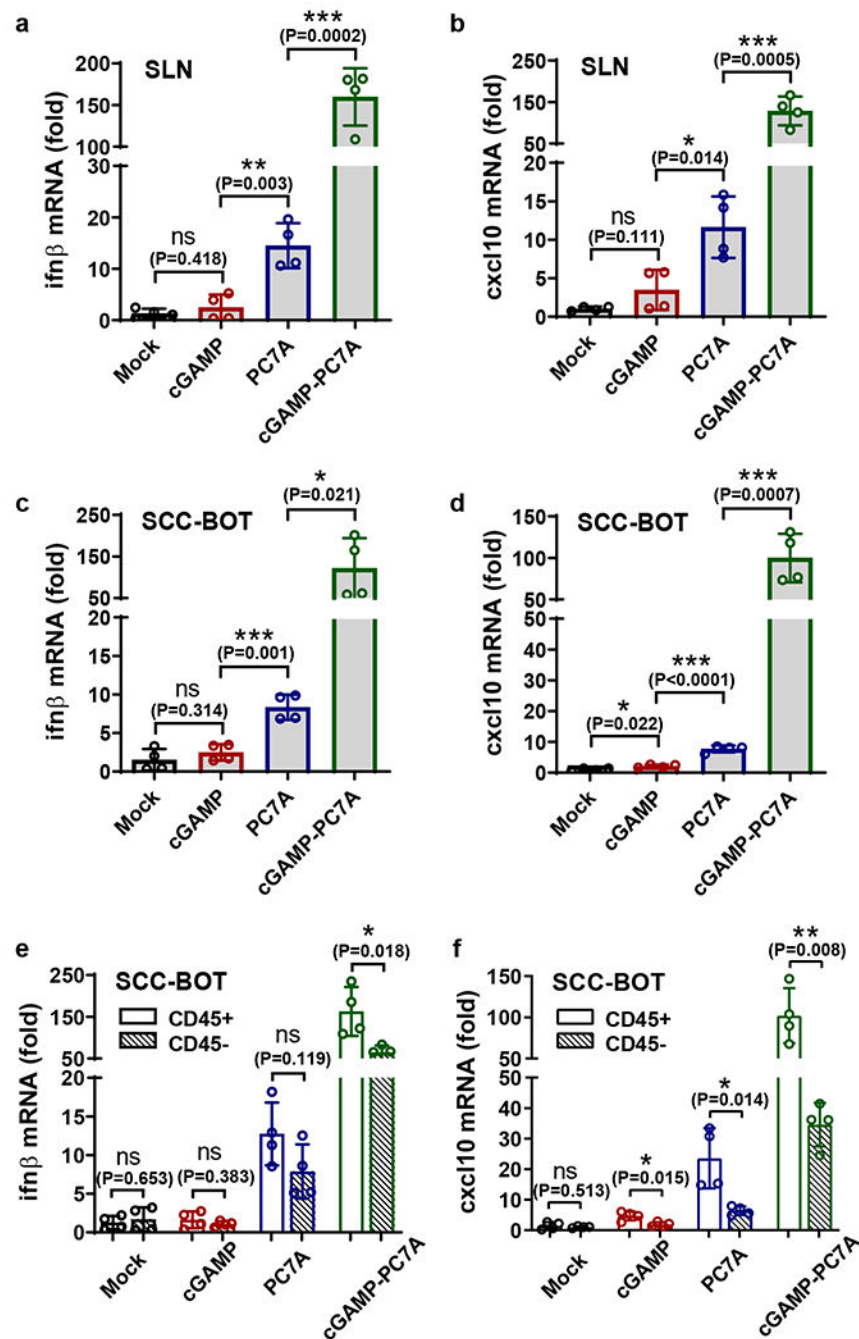 a
SLN
ifnβ mRNA (fold)
200
150
100
30
20
10
0
ns
(P=0.418)
**
(P=0.003)
***
(P=0.0002)
Mock
cGAMP
PC7A
cGAMP-PC7A
b
SLN
cxcl10 mRNA (fold)
200
150
100
50
20
15
10
5
0
ns
(P=0.111)
*
(P=0.014)
***
(P=0.0005)
Mock
cGAMP
PC7A
cGAMP-PC7A
c
SCC-BOT
ifnβ mRNA (fold)
250
150
50
20
15
10
5
0
ns
(P=0.314)
***
(P=0.001)
*
(P=0.021)
Mock
cGAMP
PC7A
cGAMP-PC7A
d
SCC-BOT
cxcl10 mRNA (fold)
150
100
50
40
30
20
10
0
*
(P=0.022)
***
(P<0.0001)
***
(P=0.0007)
Mock
cGAMP
PC7A
cGAMP-PC7A
e
SCC-BOT
CD45+
CD45-
ifnβ mRNA (fold)
250
150
50
20
15
10
5
0
ns
(P=0.653)
ns
(P=0.383)
ns
(P=0.119)
*
(P=0.018)
Mock
cGAMP
PC7A
cGAMP-PC7A
f
SCC-BOT
CD45+
CD45-
cxcl10 mRNA (fold)
150
100
50
40
30
20
10
0
ns
(P=0.513)
*
(P=0.015)
*
(P=0.014)
**
(P=0.008)
Mock
cGAMP
PC7A
cGAMP-PC7A